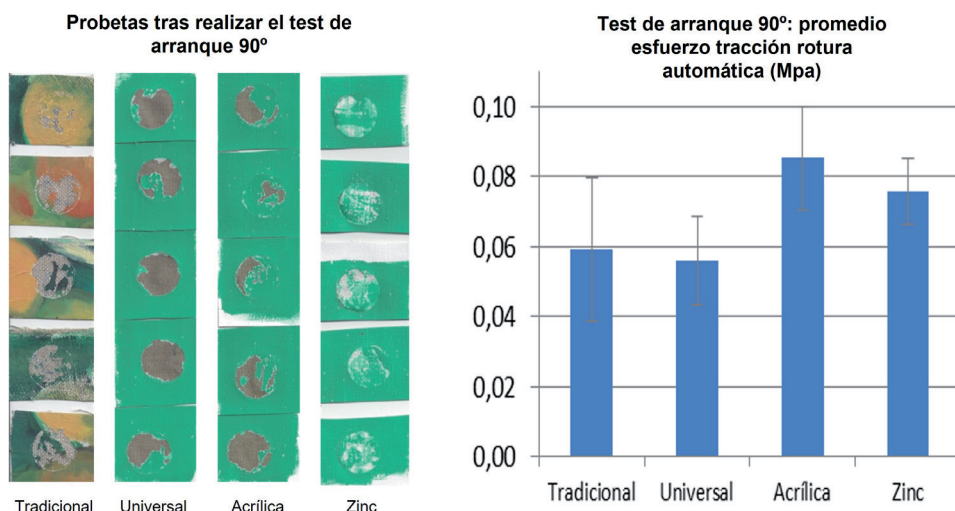 Probetas tras realizar el test de
arranque 90º
Tradicional
Universal
Acrílica
Zinc
Test de arranque 90º: promedio
esfuerzo tracción rotura
automática (Mpa)
0,10
0,08
0,06
0,04
0,02
0,00
Tradicional
Universal
Acrílica
Zinc